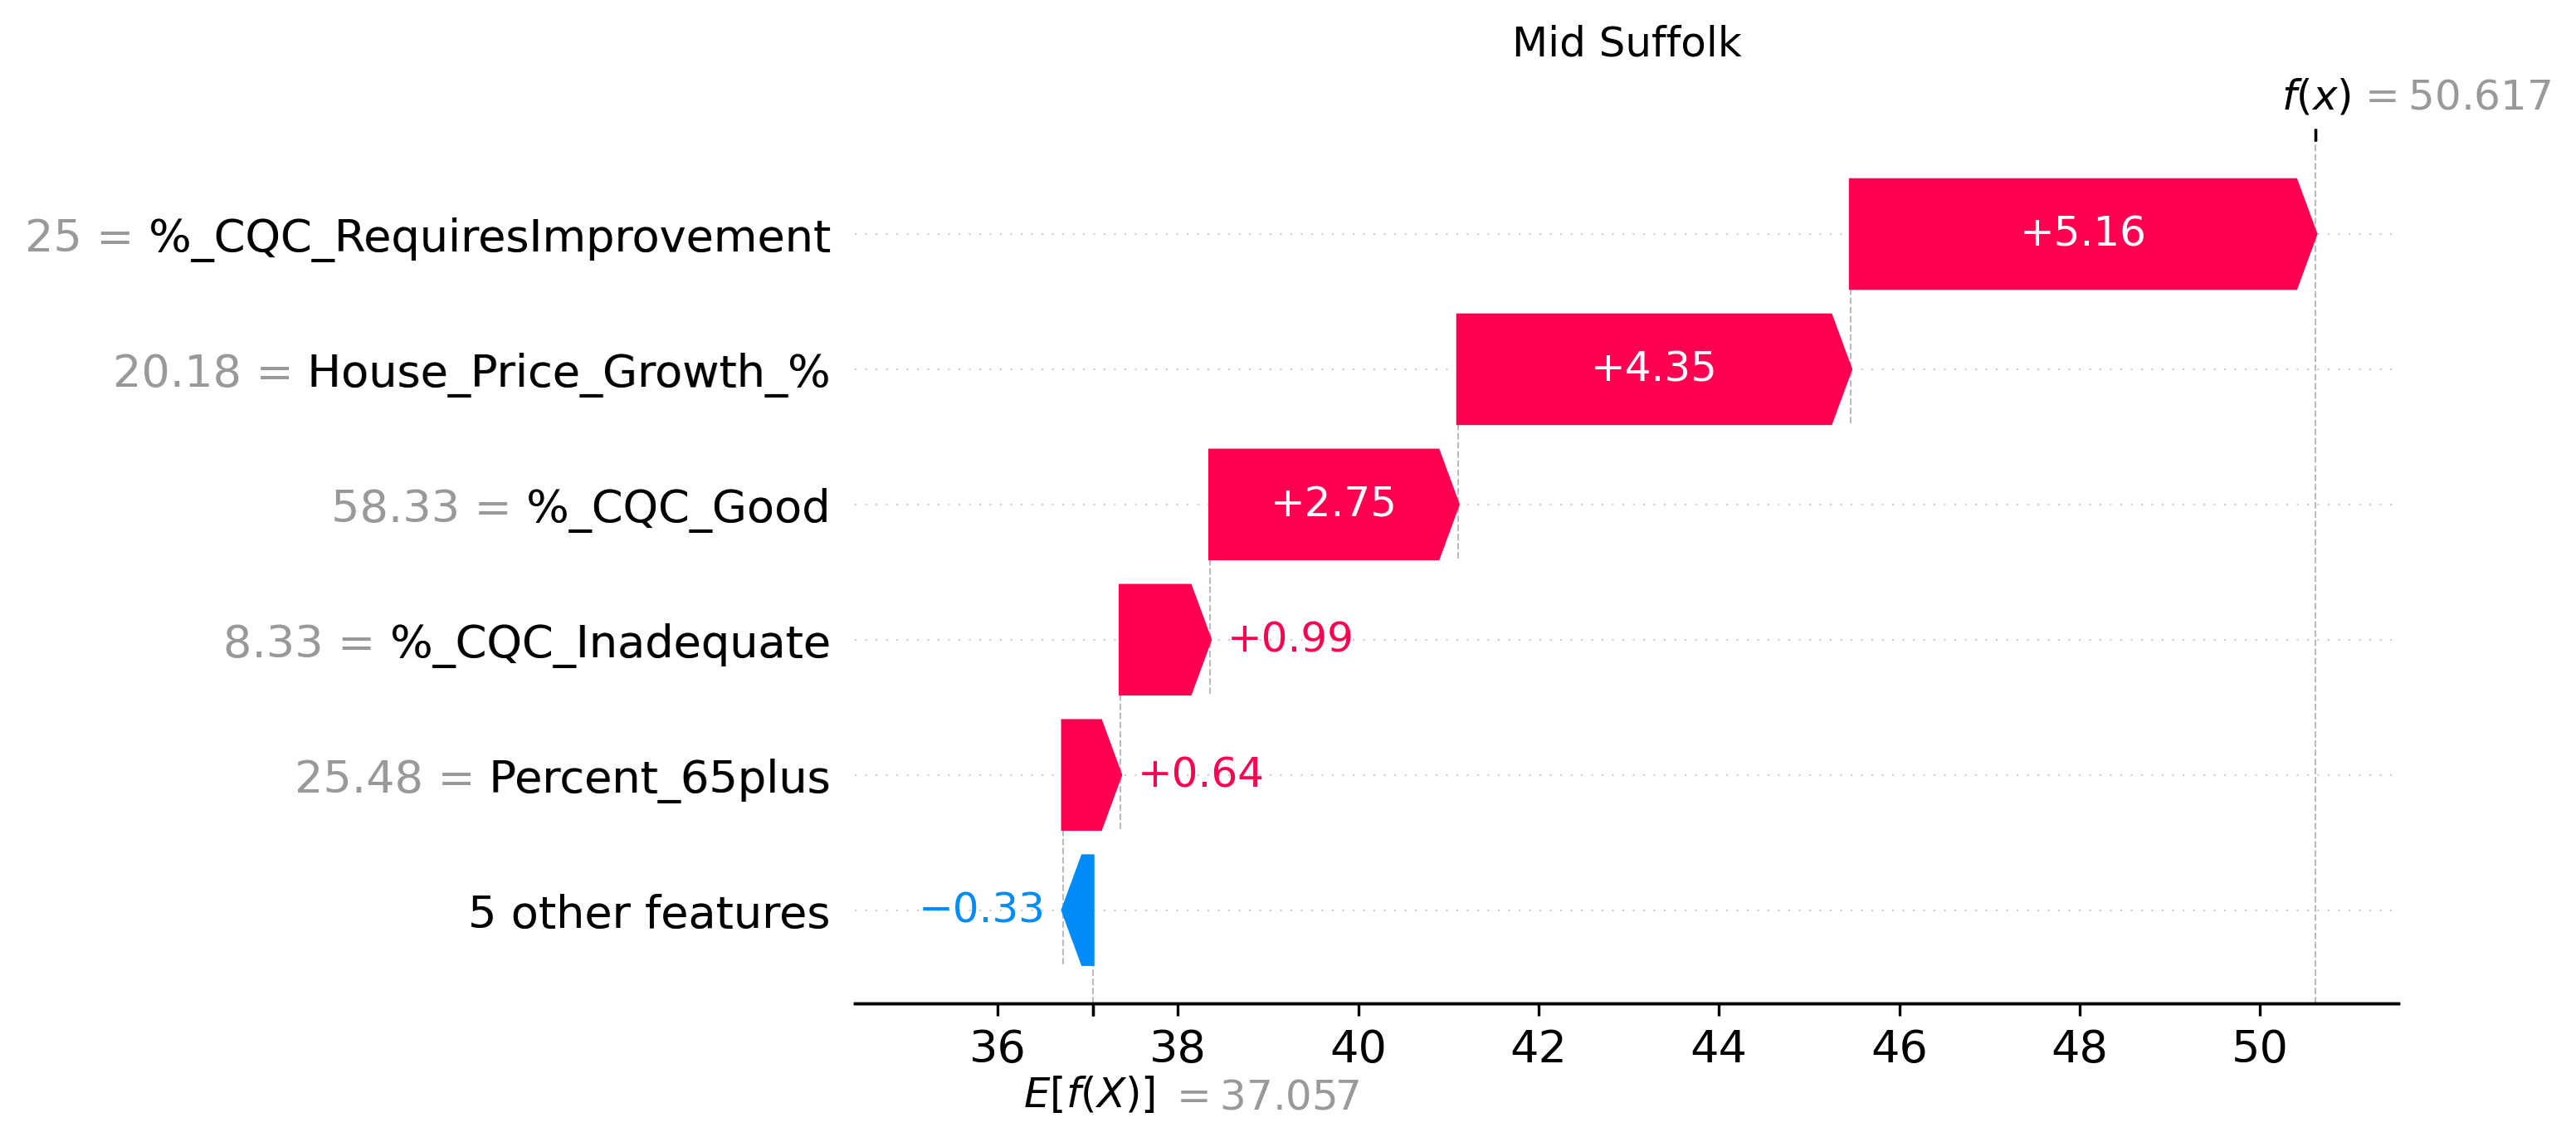 Mid Suffolk
f(x) = 50.617
25 = %_CQC_RequiresImprovement
+5.16
20.18 = House_Price_Growth_%
+4.35
58.33 = %_CQC_Good
+2.75
8.33 = %_CQC_Inadequate
+0.99
25.48 = Percent_65plus
+0.64
5 other features
−0.33
36 38 40 42 44 46 48 50
E[f(X)] = 37.057